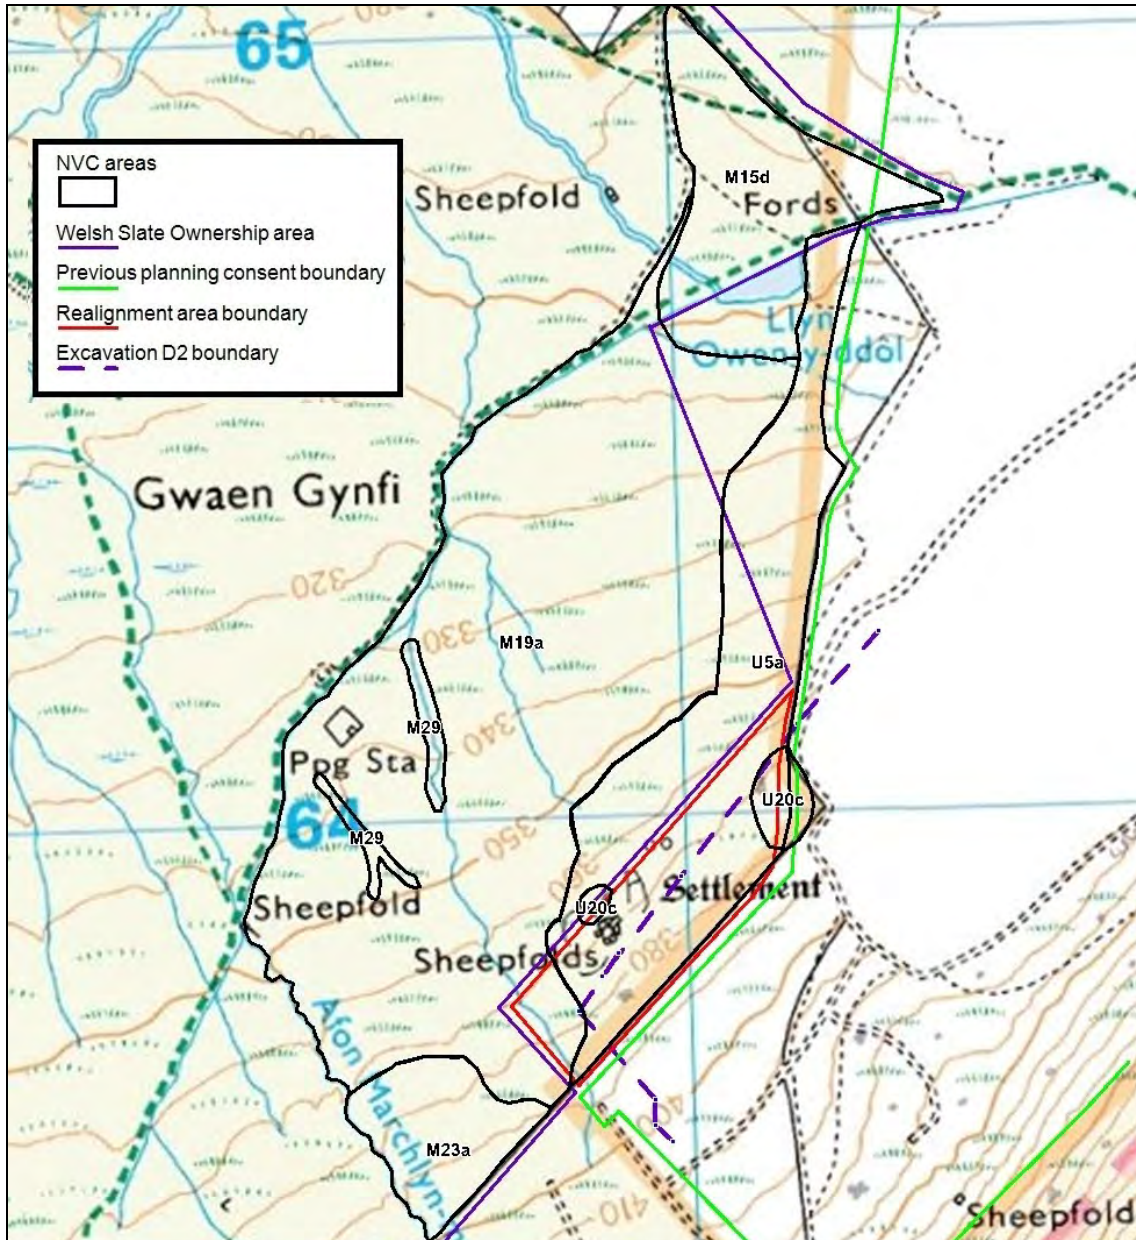 65
NVC areas
Welsh Slate Ownership area
Previous planning consent boundary
Realignment area boundary
Excavation D2 boundary
Sheepfold
M15d
Fords
Llyn
Owen-y-ddôl
Gwaen Gynfi
320
330
M19a
U5a
M29
340
Ppg Sta
U20c
64
M29
350
360
Settlement
Sheepfold
U20c
Sheepfolds
380
Afon Marchlyn-
400
M23a
410
Sheepfold